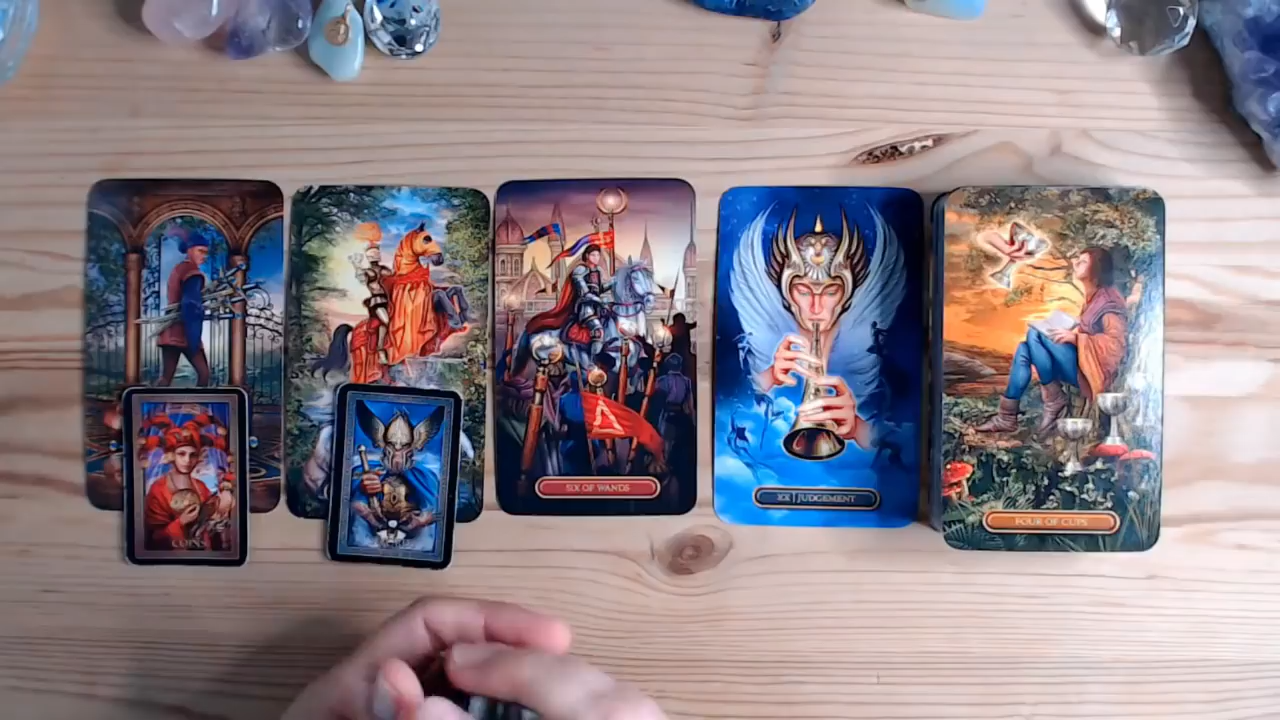 SIX OF WANDS
XX | JUDGEMENT
FOUR OF CUPS
COINS